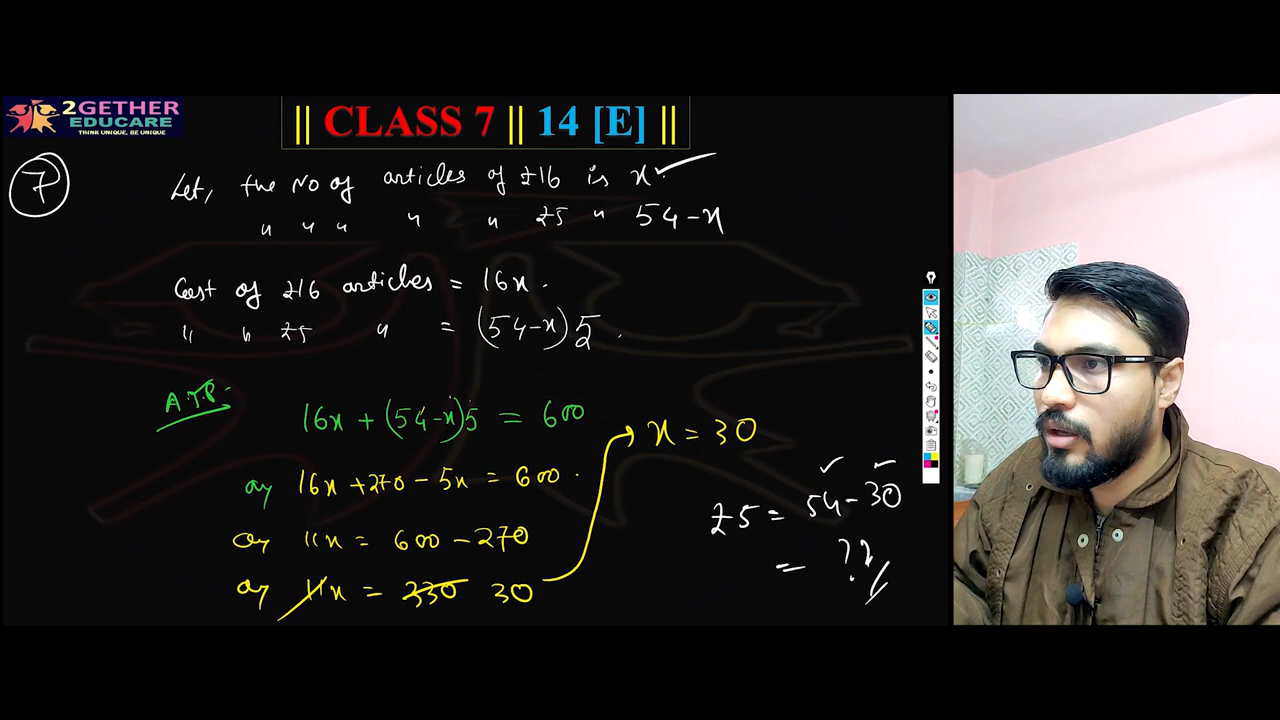 2GETHER
EDUCARE
THINK UNIQUE, BE UNIQUE
|| CLASS 7 || 14 [E] ||
7
Let, the No of articles of ₹16 is x
" " " " " ₹5 " 54-x
Cost of ₹16 articles = 16x.
" " ₹5 " = (54-x)5.
A.T.P:
16x + (54-x)5 = 600
or, 16x + 270 - 5x = 600.
or, 11x = 600 - 270
or, 11x = 330 30
x = 30
₹5 = 54-30
= ??